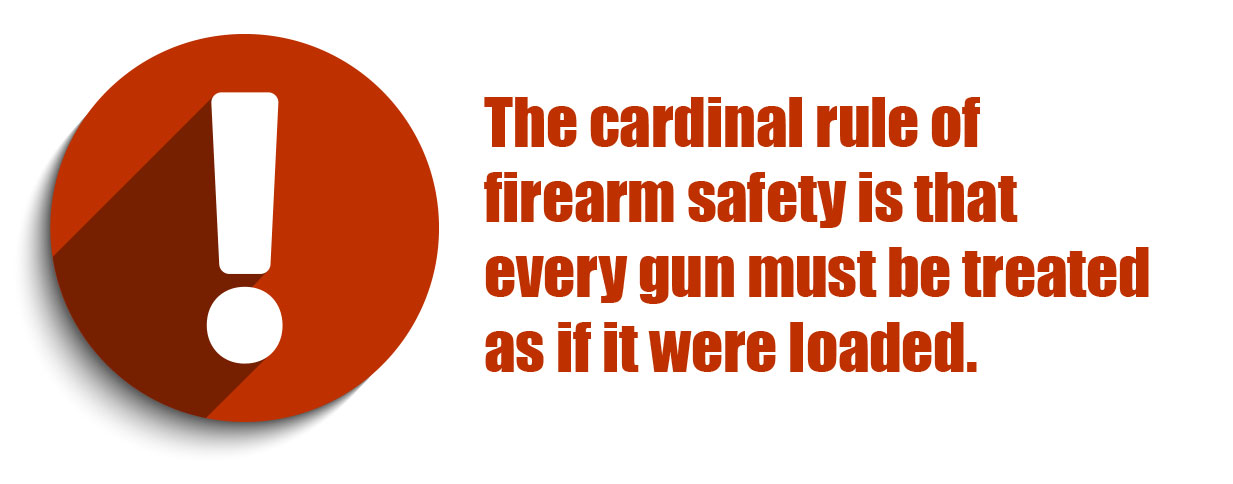 The cardinal rule of
firearm safety is that
every gun must be treated
as if it were loaded.